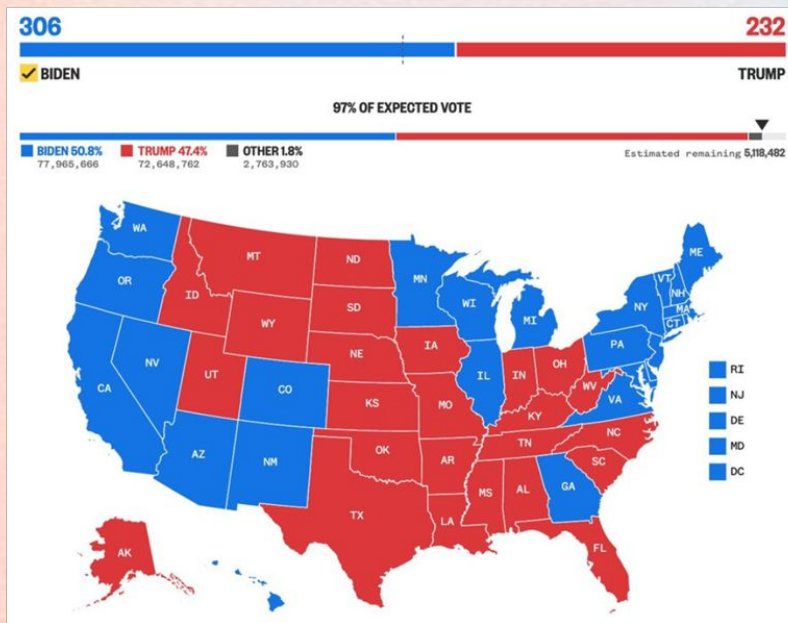 306 232
BIDEN TRUMP
97% OF EXPECTED VOTE
BIDEN 50.8% TRUMP 47.4% OTHER 1.8%
77,965,666 72,648,762 2,763,930 Estimated remaining 5,118,482
WA
MT
ND
MN
ME
VT
NH
OR
ID
SD
WI
NY
MA
WY
MI
CT
IA
PA
NE
NV
UT
CO
IL
IN
OH
RI
CA
KS
MO
WV
VA
NJ
KY
DE
AZ
NM
OK
TN
NC
MD
AR
SC
DC
MS
AL
GA
TX
LA
AK
FL